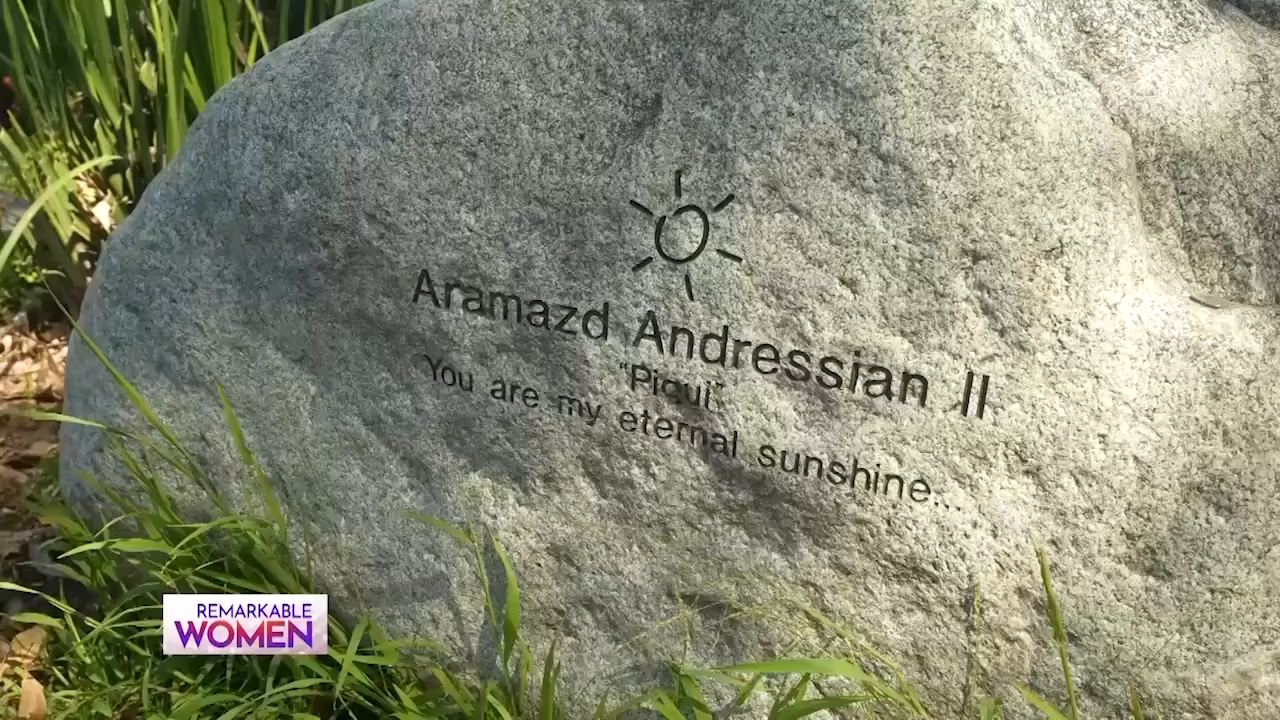 Aramazd Andressian II
"Piqui"
You are my eternal sunshine...
REMARKABLE
WOMEN